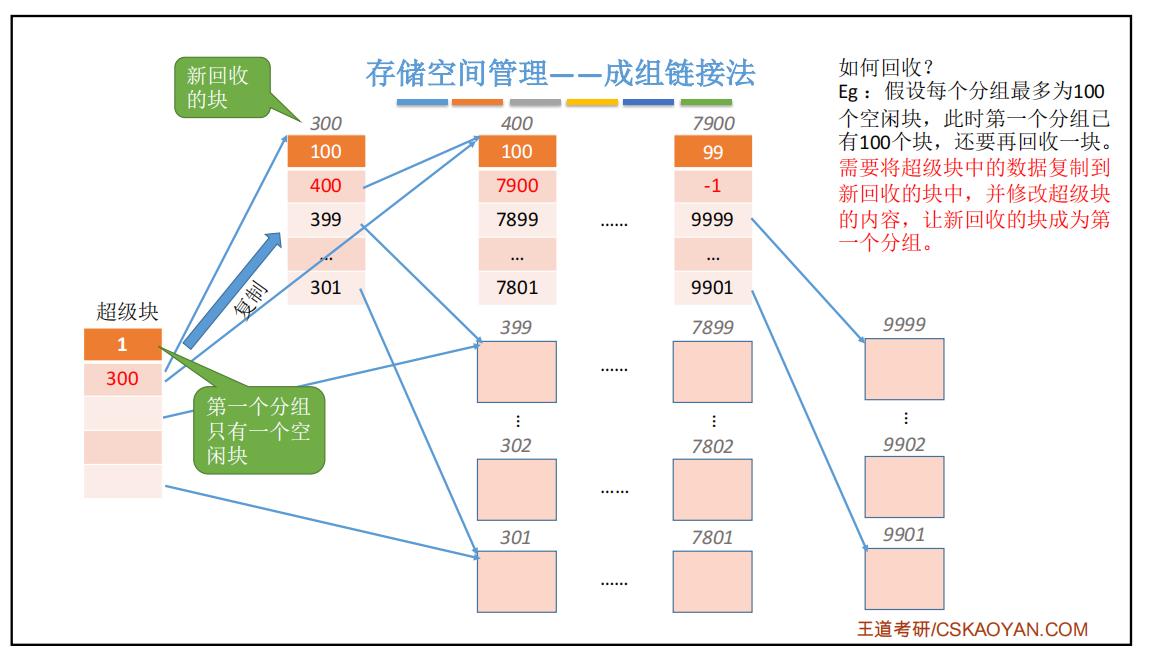 存储空间管理——成组链接法
新回收
的块
如何回收？
Eg：假设每个分组最多为100
个空闲块，此时第一个分组已
有100个块，还要再回收一块。
需要将超级块中的数据复制到
新回收的块中，并修改超级块
的内容，让新回收的块成为第
一个分组。
300
100
400
399
...
301
400
100
7900
7899
...
7801
......
7900
99
-1
9999
...
9901
复制
超级块
1
300
第一个分组
只有一个空
闲块
399
......
7899
9999
...
...
...
302
......
7802
9902
301
......
7801
9901
王道考研/CSKAOYAN.COM